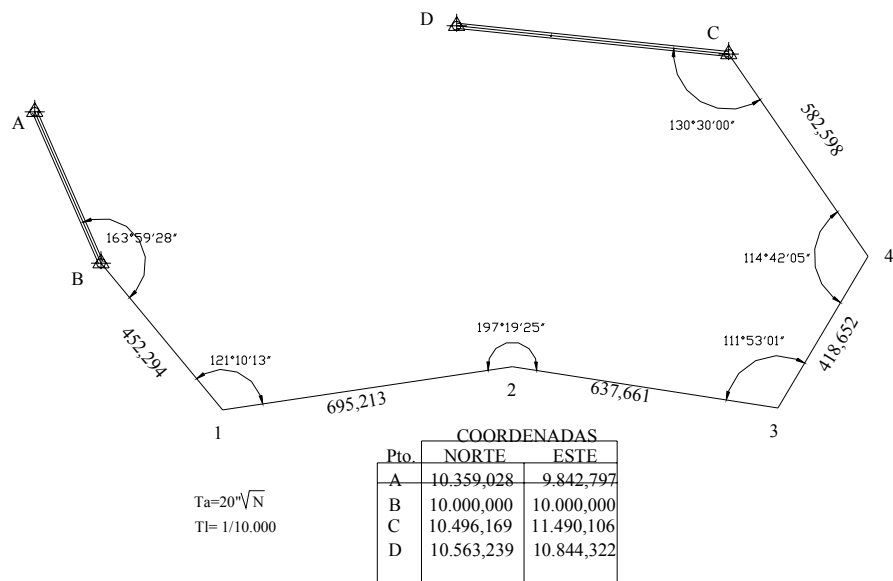 D
C
130°30'00"
582,598
A
163°59'28"
B
114°42'05"
4
452,294
197°19'25"
121°10'13"
111°53'01"
418,652
695,213
2
637,661
1
3
COORDENADAS
Pto. NORTE ESTE
A 10.359,028 9.842,797
B 10.000,000 10.000,000
C 10.496,169 11.490,106
D 10.563,239 10.844,322
Ta=20"√N
Tl= 1/10.000